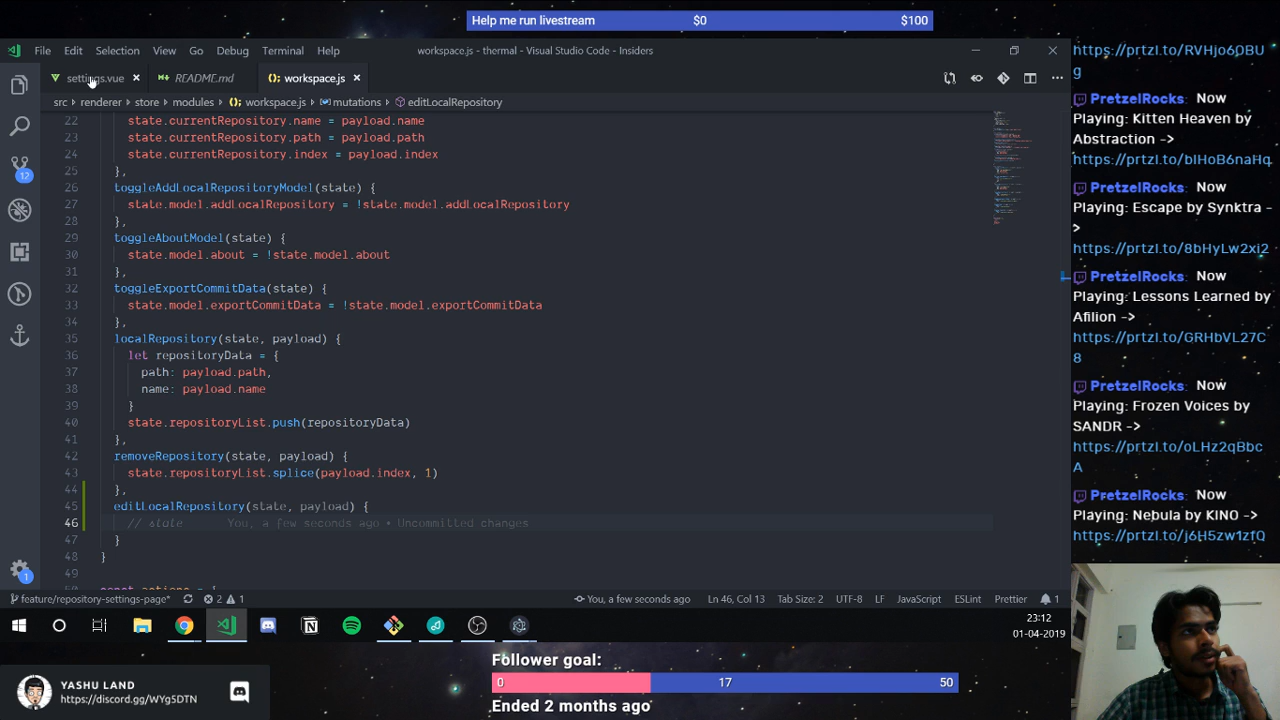 Help me run livestream $0 $100
File Edit Selection View Go Debug Terminal Help workspace.js - thermal - Visual Studio Code - Insiders
settings.vue README.md workspace.js
src › renderer › store › modules › workspace.js › mutations › editLocalRepository
22 state.currentRepository.name = payload.name
23 state.currentRepository.path = payload.path
24 state.currentRepository.index = payload.index
25 },
26 toggleAddLocalRepositoryModel(state) {
27 state.model.addLocalRepository = !state.model.addLocalRepository
28 },
29 toggleAboutModel(state) {
30 state.model.about = !state.model.about
31 },
32 toggleExportCommitData(state) {
33 state.model.exportCommitData = !state.model.exportCommitData
34 },
35 localRepository(state, payload) {
36 let repositoryData = {
37 path: payload.path,
38 name: payload.name
39 }
40 state.repositoryList.push(repositoryData)
41 },
42 removeRepository(state, payload) {
43 state.repositoryList.splice(payload.index, 1)
44 },
45 editLocalRepository(state, payload) {
46 // state You, a few seconds ago • Uncommitted changes
47 }
48 }
49
50 const actions = {
12
1
feature/repository-settings-page* 2 1 You, a few seconds ago Ln 46, Col 13 Tab Size: 2 UTF-8 LF JavaScript ESLint Prettier 1
23:12
01-04-2019
YASHU LAND
https://discord.gg/WYg5DTN
Follower goal:
0 17 50
Ended 2 months ago
https://prtzl.to/RVHjo6OBU
g
PretzelRocks: Now
Playing: Kitten Heaven by
Abstraction ->
https://prtzl.to/blHoB6naHq
PretzelRocks: Now
Playing: Escape by Synktra -
>
https://prtzl.to/8bHyLw2xi2
PretzelRocks: Now
Playing: Lessons Learned by
Afilion ->
https://prtzl.to/GRHbVL27C
8
PretzelRocks: Now
Playing: Frozen Voices by
SANDR ->
https://prtzl.to/oLHz2qBbc
A
PretzelRocks: Now
Playing: Nebula by KINO ->
https://prtzl.to/j6H5zw1zfQ